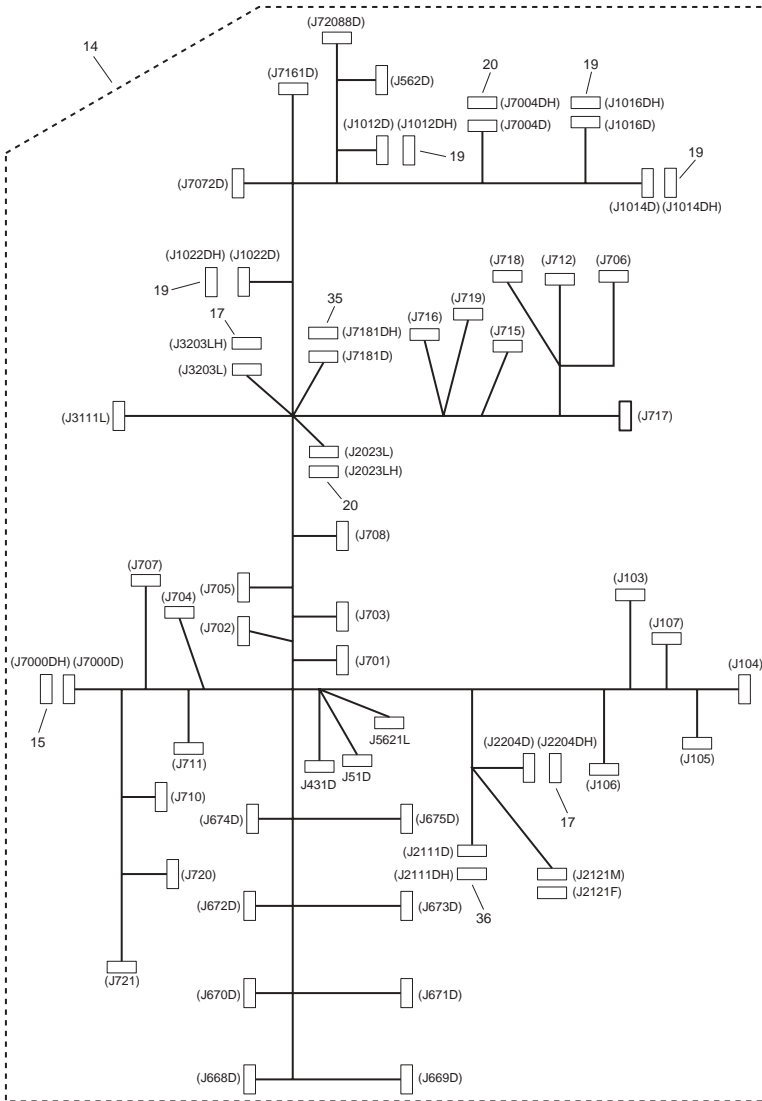 (J72088D)
14
(J7161D)
(J562D)
20
19
(J7004DH)
(J1016DH)
(J7004D)
(J1016D)
(J1012D) (J1012DH)
19
19
(J7072D)
(J1014D) (J1014DH)
(J1022DH) (J1022D)
19
(J718)
(J712)
(J706)
35
17
(J716)
(J719)
(J715)
(J7181DH)
(J3203LH)
(J7181D)
(J3203L)
(J3111L)
(J717)
(J2023L)
(J2023LH)
20
(J708)
(J707)
(J705)
(J704)
(J703)
(J702)
(J103)
(J107)
(J701)
(J7000DH) (J7000D)
(J104)
15
J5621L
(J711)
J51D
J431D
(J2204D) (J2204DH)
(J105)
(J106)
17
(J710)
(J674D)
(J675D)
(J2111D)
(J2111DH)
36
(J2121M)
(J2121F)
(J720)
(J672D)
(J673D)
(J721)
(J670D)
(J671D)
(J668D)
(J669D)